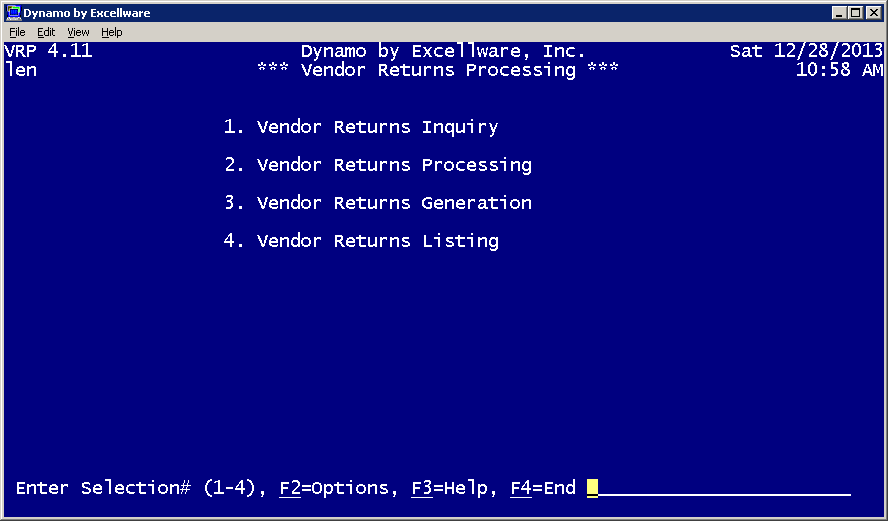 Dynamo by Excellware
File Edit View Help
VRP 4.11 Dynamo by Excellware, Inc. Sat 12/28/2013
len *** Vendor Returns Processing *** 10:58 AM
1. Vendor Returns Inquiry
2. Vendor Returns Processing
3. Vendor Returns Generation
4. Vendor Returns Listing
Enter Selection# (1-4), F2=Options, F3=Help, F4=End